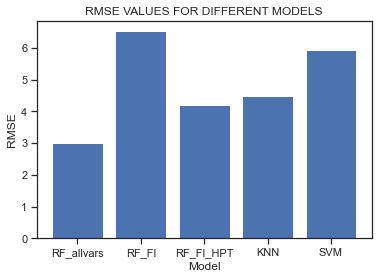 RMSE VALUES FOR DIFFERENT MODELS
6
5
4
3
2
1
0
RMSE
RF_allvars RF_FI RF_FI_HPT KNN SVM
Model